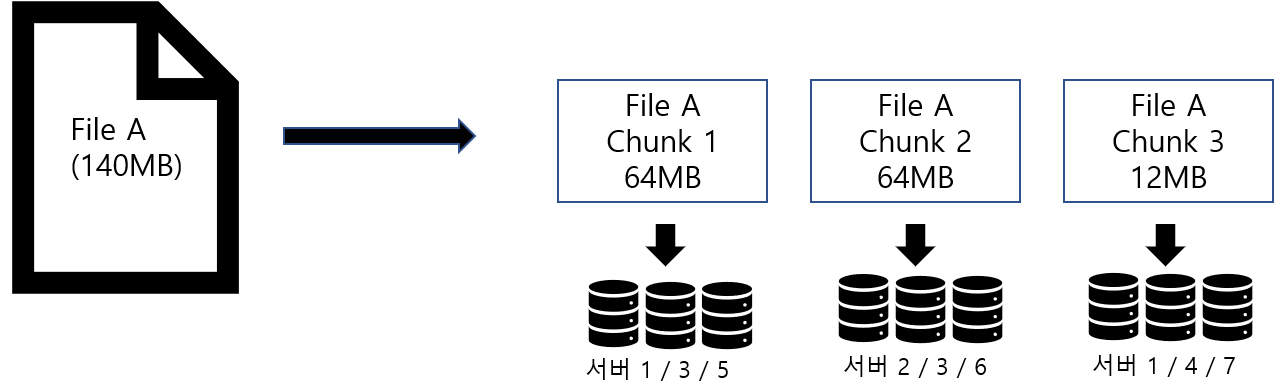 File A
(140MB)
File A
Chunk 1
64MB
File A
Chunk 2
64MB
File A
Chunk 3
12MB
서버 1 / 3 / 5
서버 2 / 3 / 6
서버 1 / 4 / 7